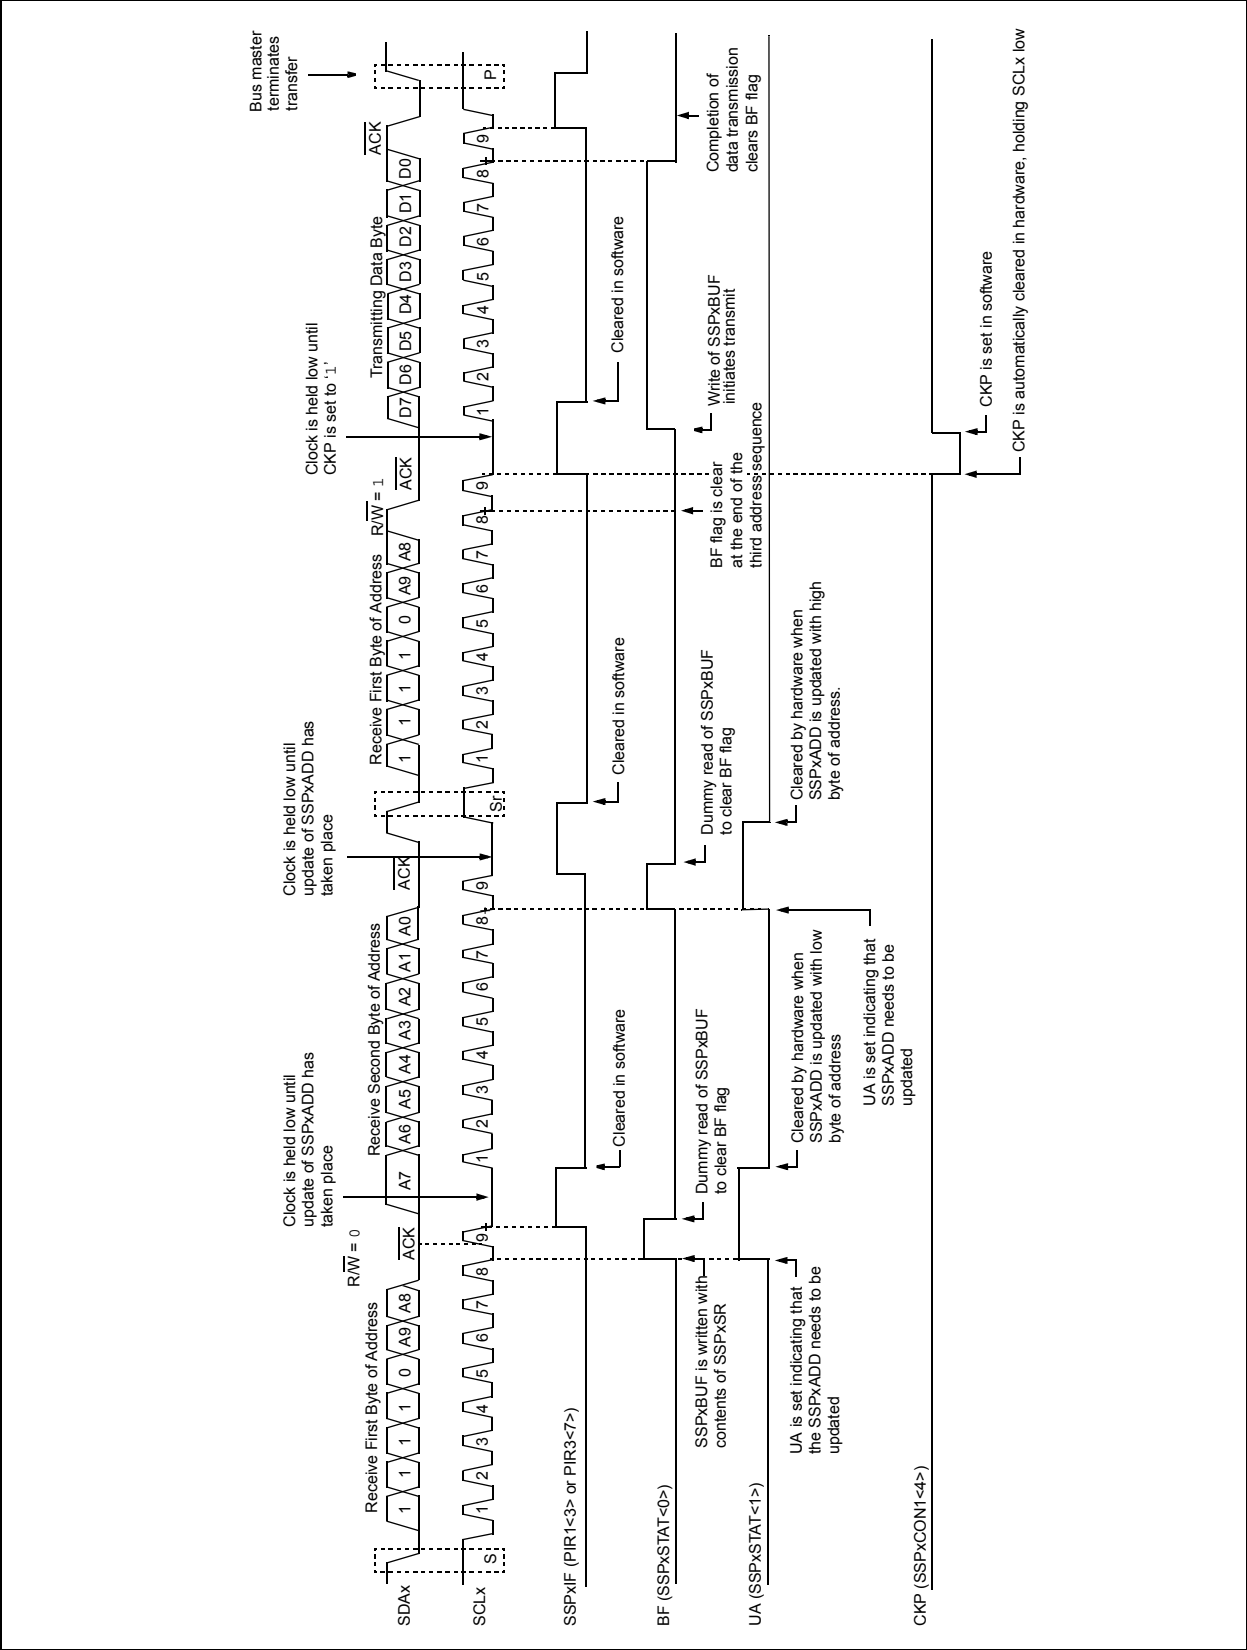 Bus master
terminates
transfer
Clock is held low until
CKP is set to ‘1’
Clock is held low until
update of SSPxADD has
taken place
Clock is held low until
update of SSPxADD has
taken place
R/W = 0
R/W = 1
Receive First Byte of Address
ACK
Receive Second Byte of Address
ACK
Receive First Byte of Address
ACK
Transmitting Data Byte
ACK
SDAx
1 1 1 1 0 A9 A8
A7 A6 A5 A4 A3 A2 A1 A0
1 1 1 1 0 A9 A8
D7 D6 D5 D4 D3 D2 D1 D0
SCLx
S
1 2 3 4 5 6 7 8 9
1 2 3 4 5 6 7 8 9
Sr
1 2 3 4 5 6 7 8 9
1 2 3 4 5 6 7 8 9
P
SSPxIF (PIR1<3> or PIR3<7>)
Cleared in software
Cleared in software
Cleared in software
BF (SSPxSTAT<0>)
SSPxBUF is written with
contents of SSPxSR
Dummy read of SSPxBUF
to clear BF flag
Dummy read of SSPxBUF
to clear BF flag
BF flag is clear
at the end of the
third address sequence
Write of SSPxBUF
initiates transmit
Completion of
data transmission
clears BF flag
UA (SSPxSTAT<1>)
UA is set indicating that
the SSPxADD needs to be
updated
Cleared by hardware when
SSPxADD is updated with low
byte of address
UA is set indicating that
SSPxADD needs to be
updated
Cleared by hardware when
SSPxADD is updated with high
byte of address.
CKP (SSPxCON1<4>)
CKP is set in software
CKP is automatically cleared in hardware, holding SCLx low